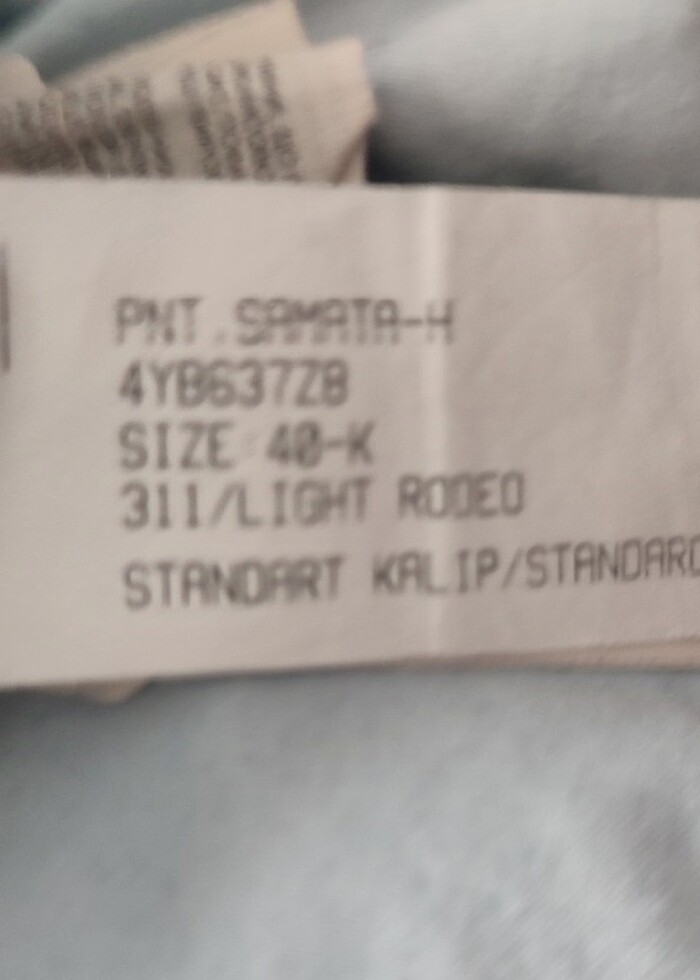 PNT.SAMATA-H
4YB637Z8
SIZE 40-K
311/LIGHT RODEO
STANDART KALIP/STANDARD